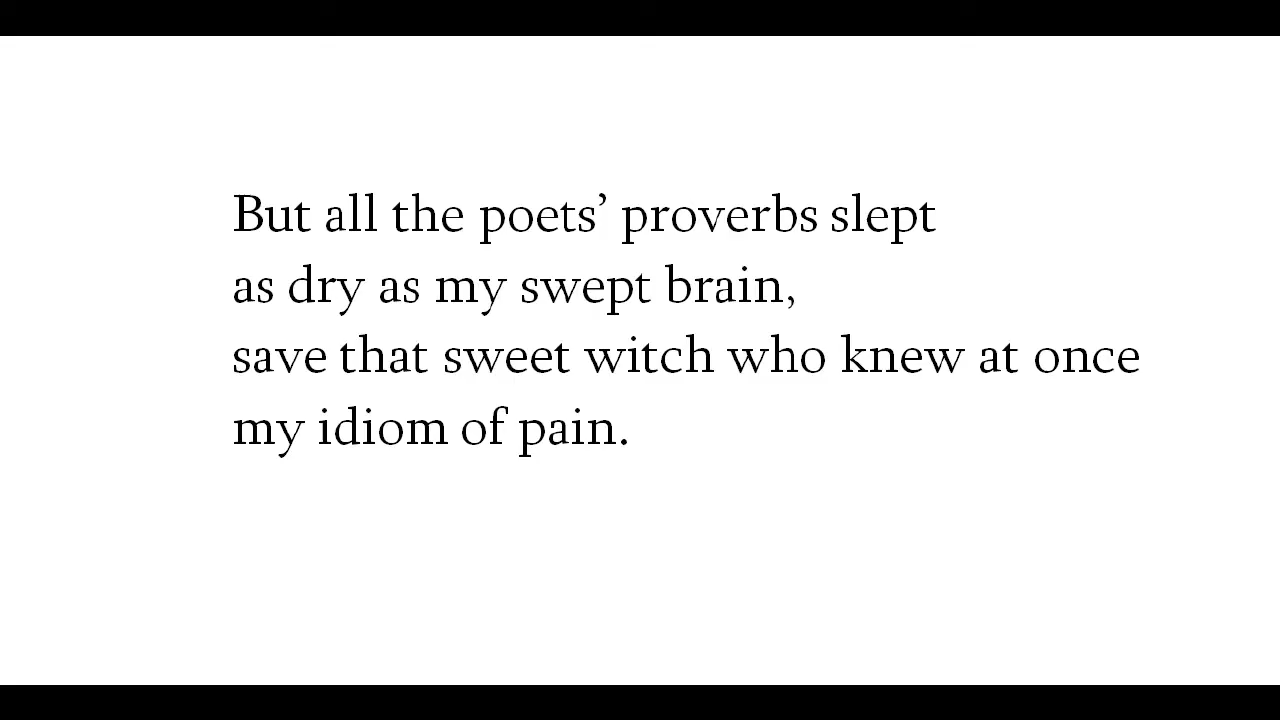 But all the poets’ proverbs slept
as dry as my swept brain,
save that sweet witch who knew at once
my idiom of pain.